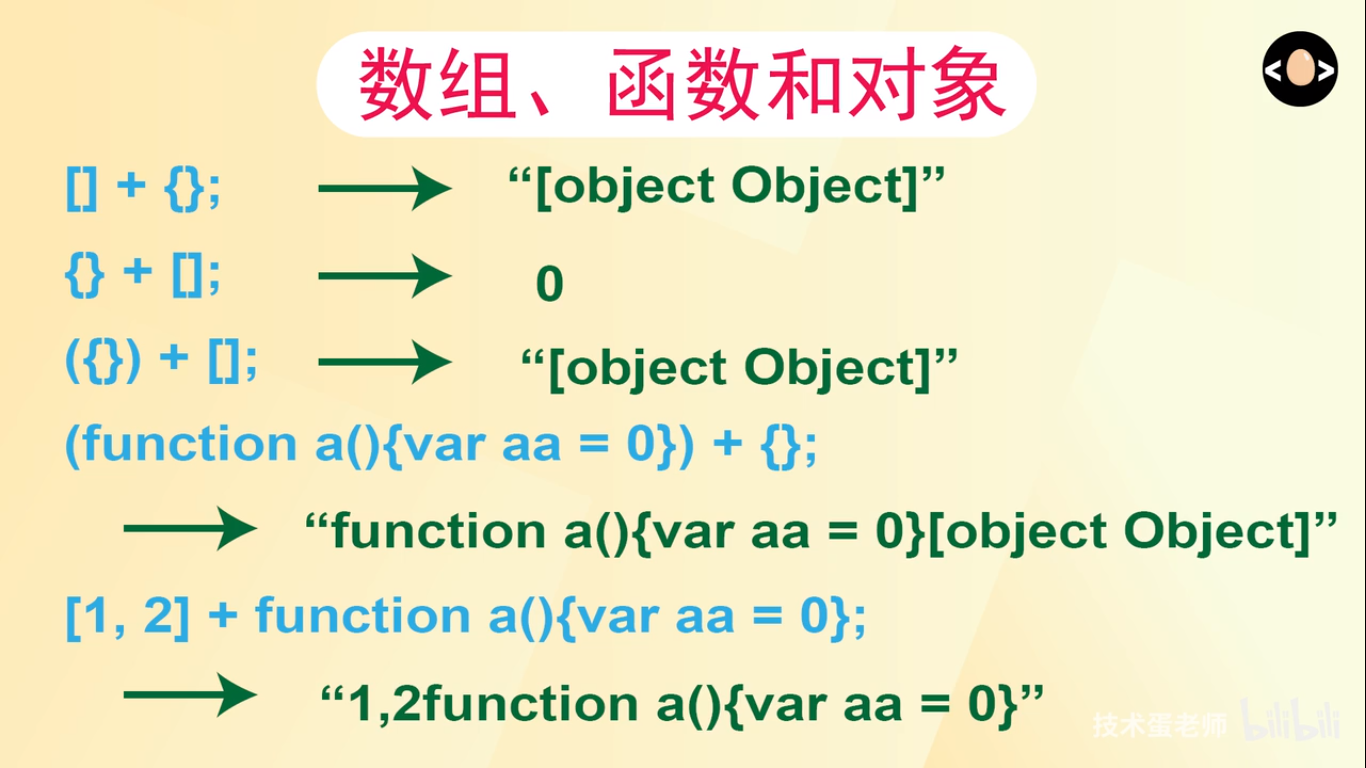 数组、函数和对象
[] + {}; “[object Object]”
{} + []; 0
({}) + []; “[object Object]”
(function a(){var aa = 0}) + {};
“function a(){var aa = 0}[object Object]”
[1, 2] + function a(){var aa = 0};
“1,2function a(){var aa = 0}”
技术蛋老师 bilibili